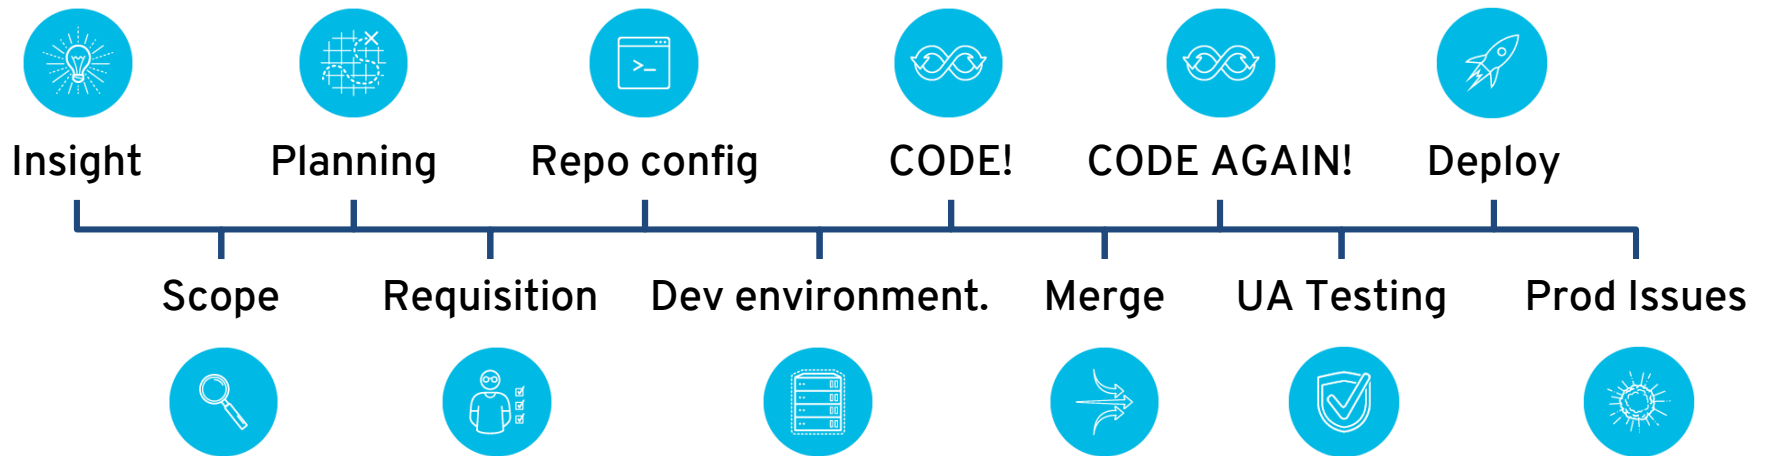 Insight
Planning
Repo config
CODE!
CODE AGAIN!
Deploy
Scope
Requisition
Dev environment.
Merge
UA Testing
Prod Issues